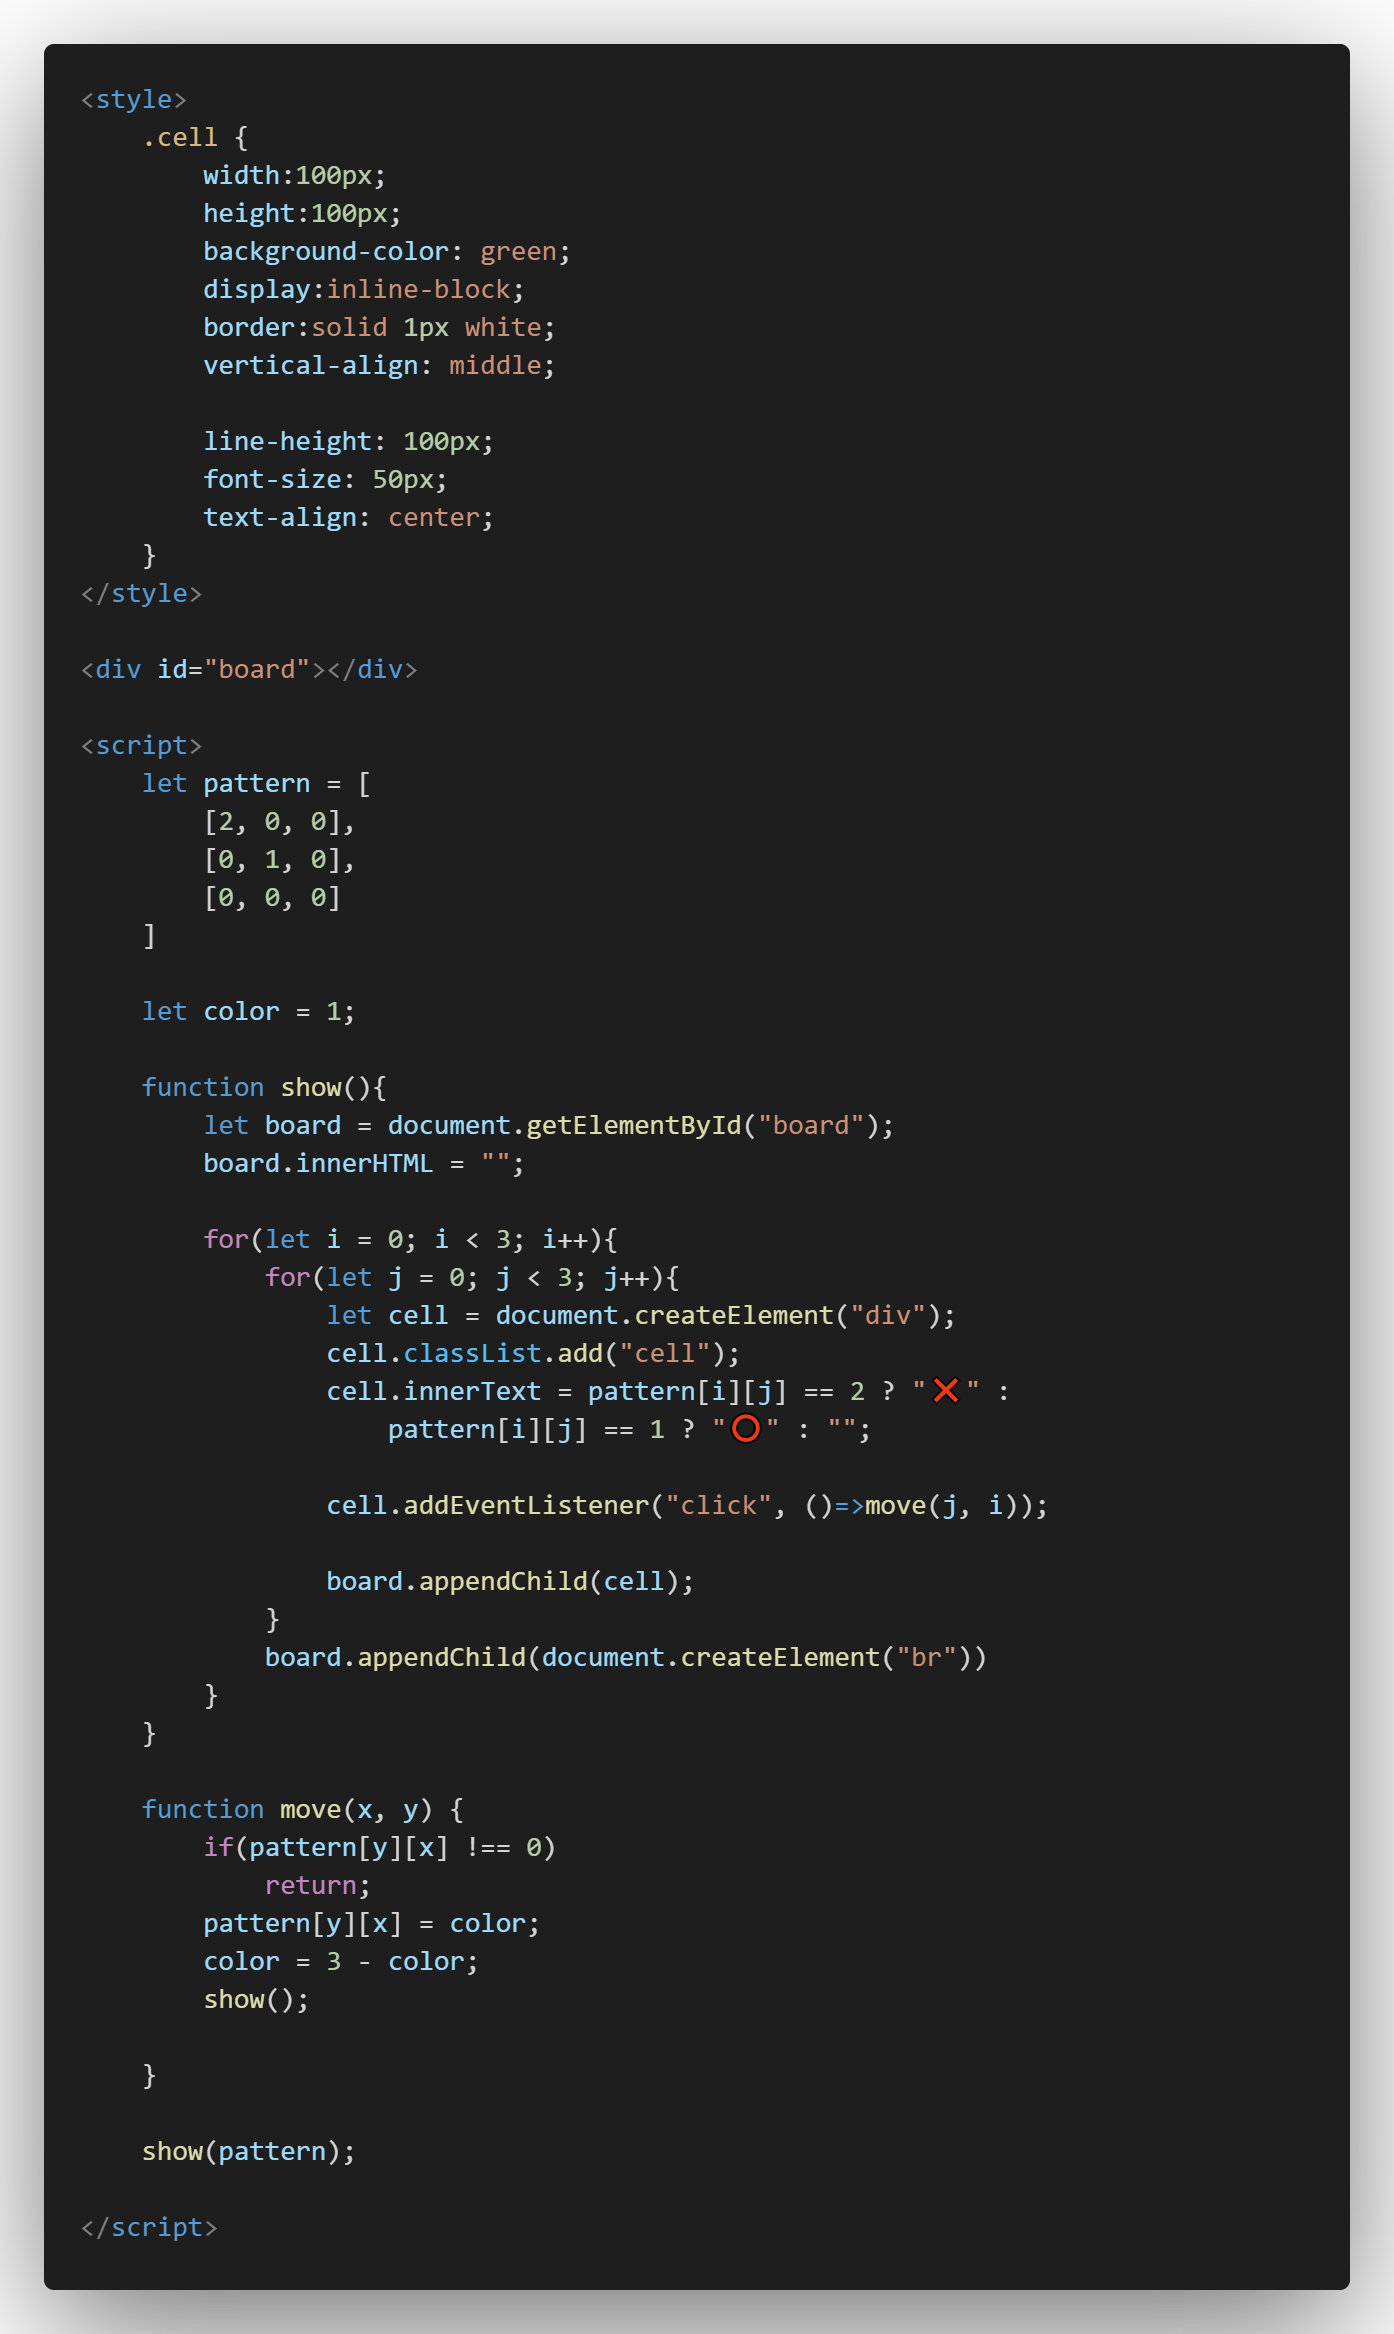 <style>
    .cell {
        width:100px;
        height:100px;
        background-color: green;
        display:inline-block;
        border:solid 1px white;
        vertical-align: middle;

        line-height: 100px;
        font-size: 50px;
        text-align: center;
    }
</style>

<div id="board"></div>

<script>
    let pattern = [
        [2, 0, 0],
        [0, 1, 0],
        [0, 0, 0]
    ]

    let color = 1;

    function show(){
        let board = document.getElementById("board");
        board.innerHTML = "";

        for(let i = 0; i < 3; i++){
            for(let j = 0; j < 3; j++){
                let cell = document.createElement("div");
                cell.classList.add("cell");
                cell.innerText = pattern[i][j] == 2 ? "❌" :
                    pattern[i][j] == 1 ? "⭕" : "";

                cell.addEventListener("click", ()=>move(j, i));

                board.appendChild(cell);
            }
            board.appendChild(document.createElement("br"))
        }
    }

    function move(x, y) {
        if(pattern[y][x] !== 0)
            return;
        pattern[y][x] = color;
        color = 3 - color;
        show();

    }

    show(pattern);

</script>